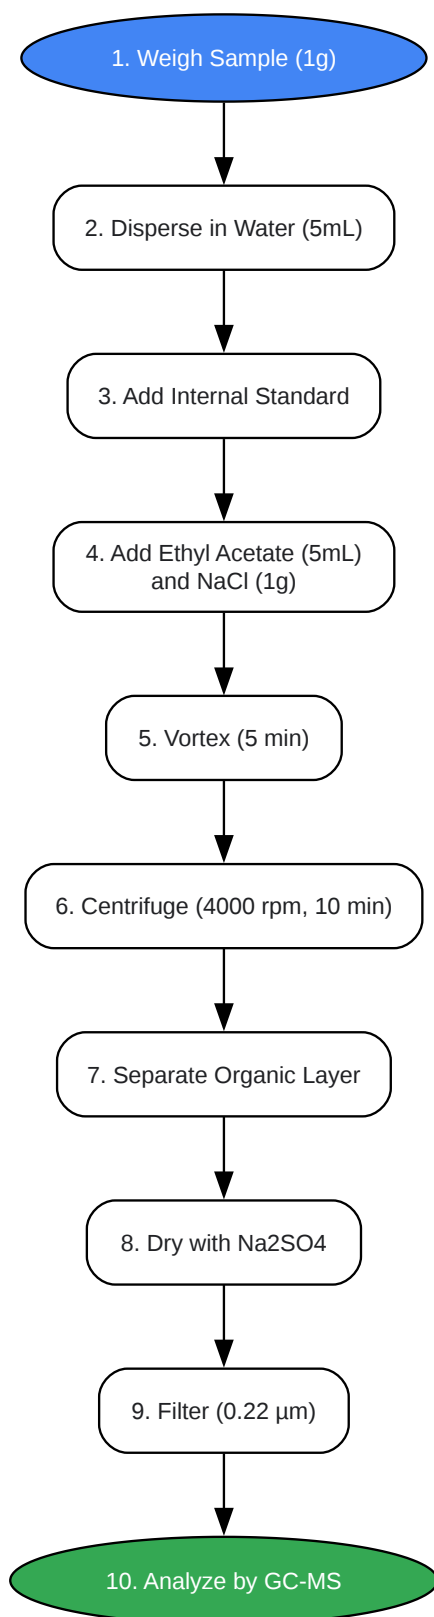 1. Weigh Sample (1g)
2. Disperse in Water (5mL)
3. Add Internal Standard
4. Add Ethyl Acetate (5mL)
and NaCl (1g)
5. Vortex (5 min)
6. Centrifuge (4000 rpm, 10 min)
7. Separate Organic Layer
8. Dry with Na2SO4
9. Filter (0.22 µm)
10. Analyze by GC-MS